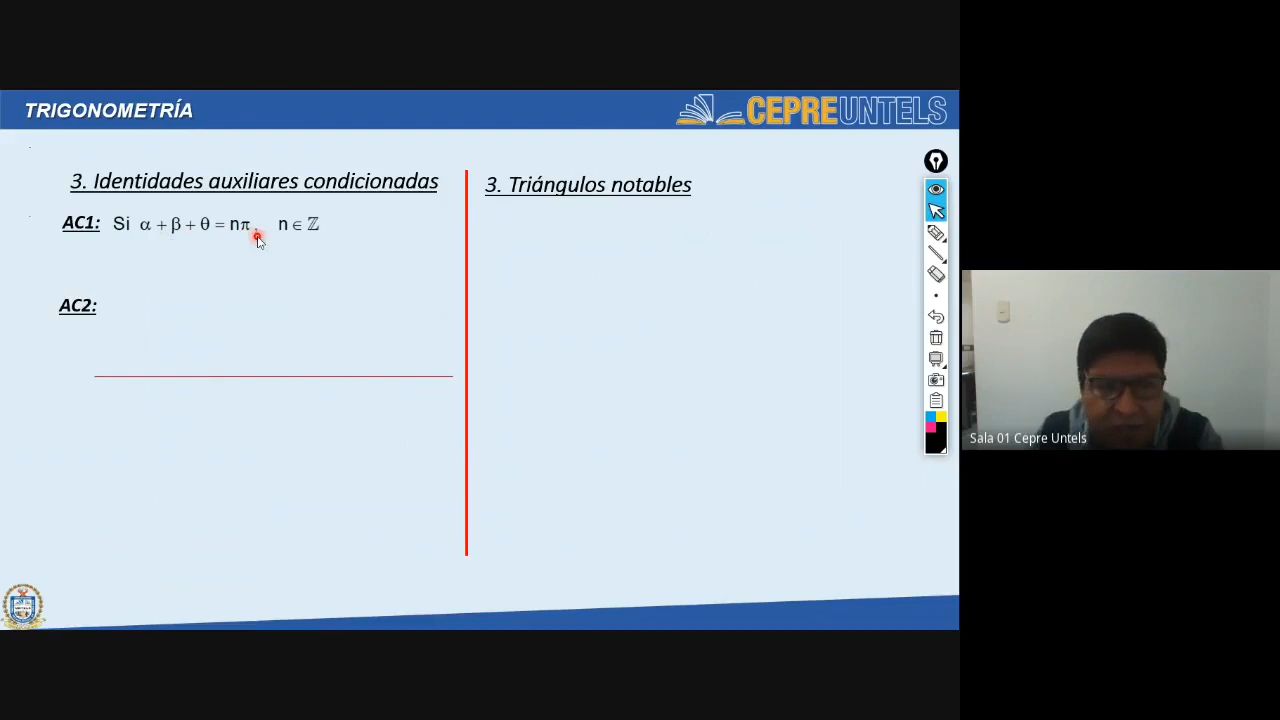 TRIGONOMETRÍA
CEPREUNTELS
3. Identidades auxiliares condicionadas
AC1: Si α + β + θ = nπ, n ∈ ℤ
AC2:
3. Triángulos notables
Sala 01 Cepre Untels